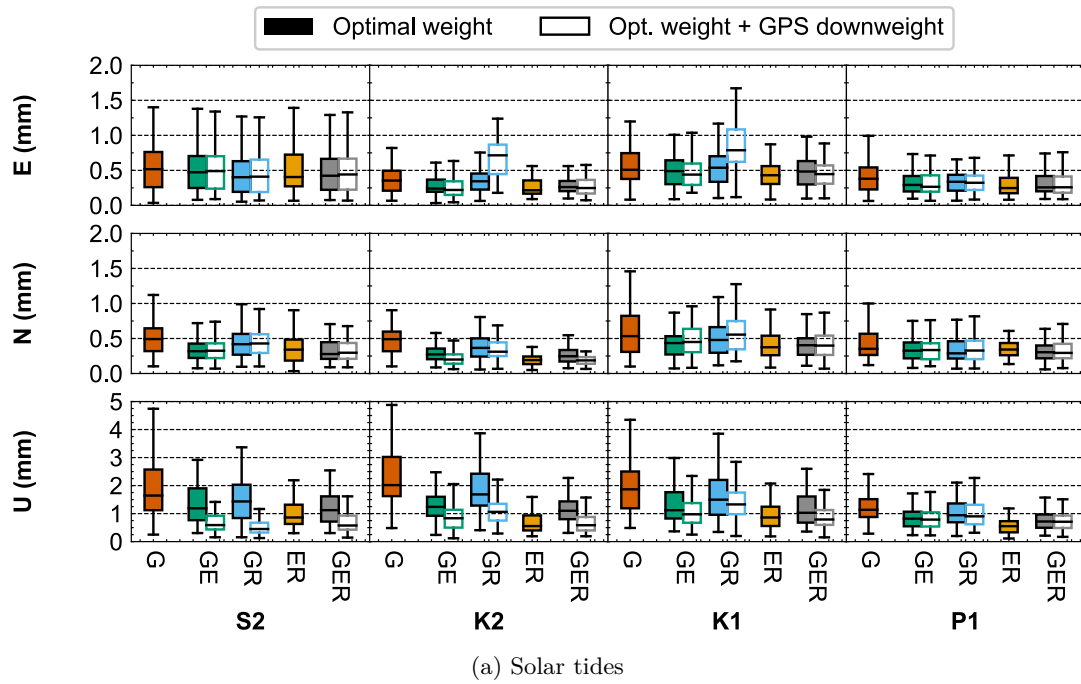 Optimal weight Opt. weight + GPS downweight
E (mm)
2.0
1.5
1.0
0.5
0.0
N (mm)
2.0
1.5
1.0
0.5
0.0
U (mm)
5
4
3
2
1
0
G GE GR ER GER G GE GR ER GER G GE GR ER GER G GE GR ER GER
S2 K2 K1 P1
(a) Solar tides